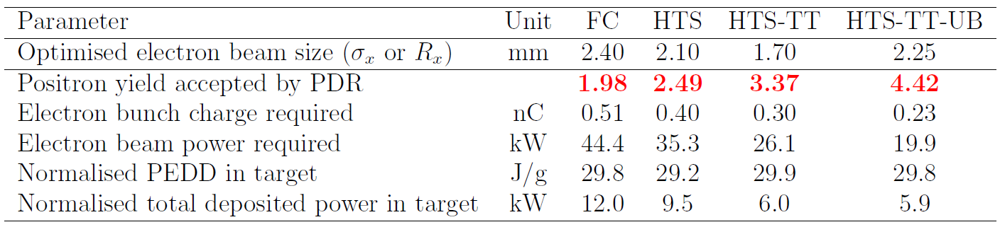 Parameter Unit FC HTS HTS-TT HTS-TT-UB
Optimised electron beam size (σx or Rx) mm 2.40 2.10 1.70 2.25
Positron yield accepted by PDR 1.98 2.49 3.37 4.42
Electron bunch charge required nC 0.51 0.40 0.30 0.23
Electron beam power required kW 44.4 35.3 26.1 19.9
Normalised PEDD in target J/g 29.8 29.2 29.9 29.8
Normalised total deposited power in target kW 12.0 9.5 6.0 5.9